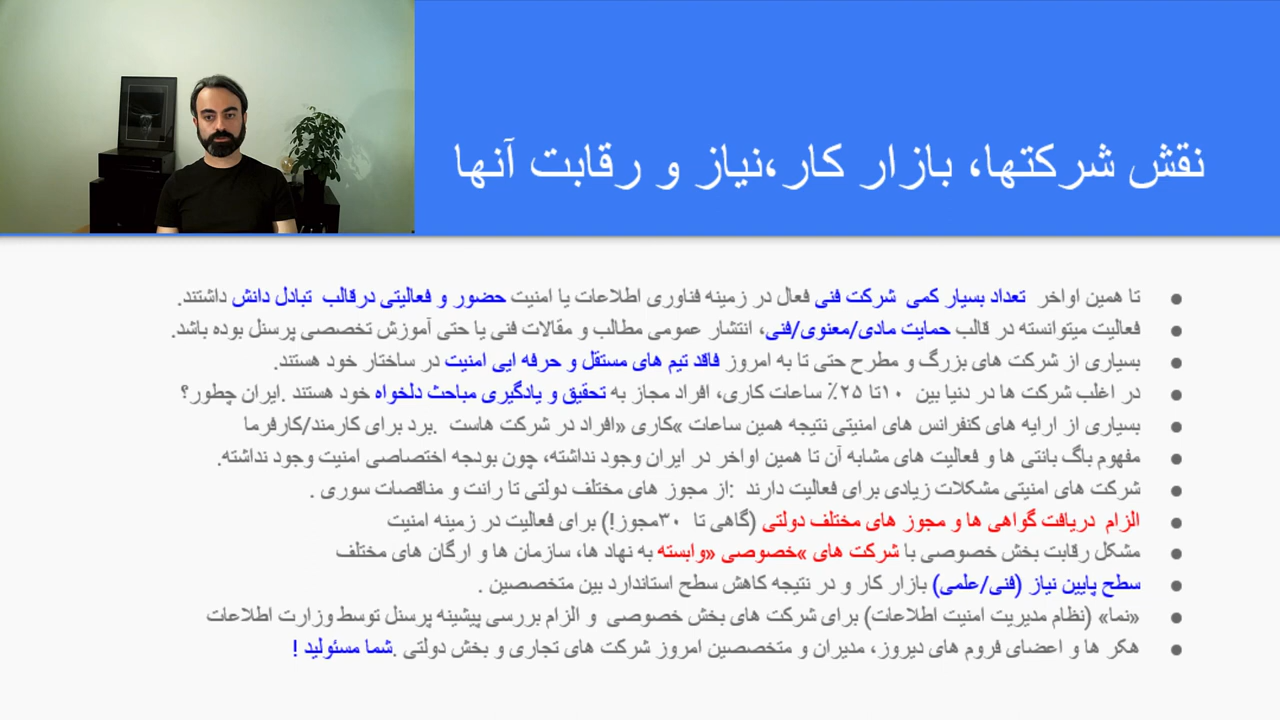 نقش شرکتها، بازار کار،نیاز و رقابت آنها
● تا همین اواخر تعداد بسیار کمی شرکت فنی فعال در زمینه فناوری اطلاعات یا امنیت حضور و فعالیتی درقالب تبادل دانش داشتند.
● فعالیت میتوانسته در قالب حمایت مادی/معنوی/فنی، انتشار عمومی مطالب و مقالات فنی یا حتی آموزش تخصصی پرسنل بوده باشد.
● بسیاری از شرکت های بزرگ و مطرح حتی تا به امروز فاقد تیم های مستقل و حرفه ایی امنیت در ساختار خود هستند.
● در اغلب شرکت ها در دنیا بین ۱۰تا ۲۵٪ ساعات کاری، افراد مجاز به تحقیق و یادگیری مباحث دلخواه خود هستند .ایران چطور؟
● بسیاری از ارایه های کنفرانس های امنیتی نتیجه همین ساعات »کاری «افراد در شرکت هاست .برد برای کارمند/کارفرما
● مفهوم باگ بانتی ها و فعالیت های مشابه آن تا همین اواخر در ایران وجود نداشته، چون بودجه اختصاصی امنیت وجود نداشته.
● شرکت های امنیتی مشکلات زیادی برای فعالیت دارند :از مجوز های مختلف دولتی تا رانت و مناقصات سوری .
● الزام دریافت گواهی ها و مجوز های مختلف دولتی (گاهی تا ۳۰مجوز!) برای فعالیت در زمینه امنیت
● مشکل رقابت بخش خصوصی با شرکت های »خصوصی «وابسته به نهاد ها، سازمان ها و ارگان های مختلف
● سطح پایین نیاز (فنی/علمی) بازار کار و در نتیجه کاهش سطح استاندارد بین متخصصین .
● «نما» (نظام مدیریت امنیت اطلاعات) برای شرکت های بخش خصوصی و الزام بررسی پیشینه پرسنل توسط وزارت اطلاعات
● هکر ها و اعضای فروم های دیروز، مدیران و متخصصین امروز شرکت های تجاری و بخش دولتی .شما مسئولید !